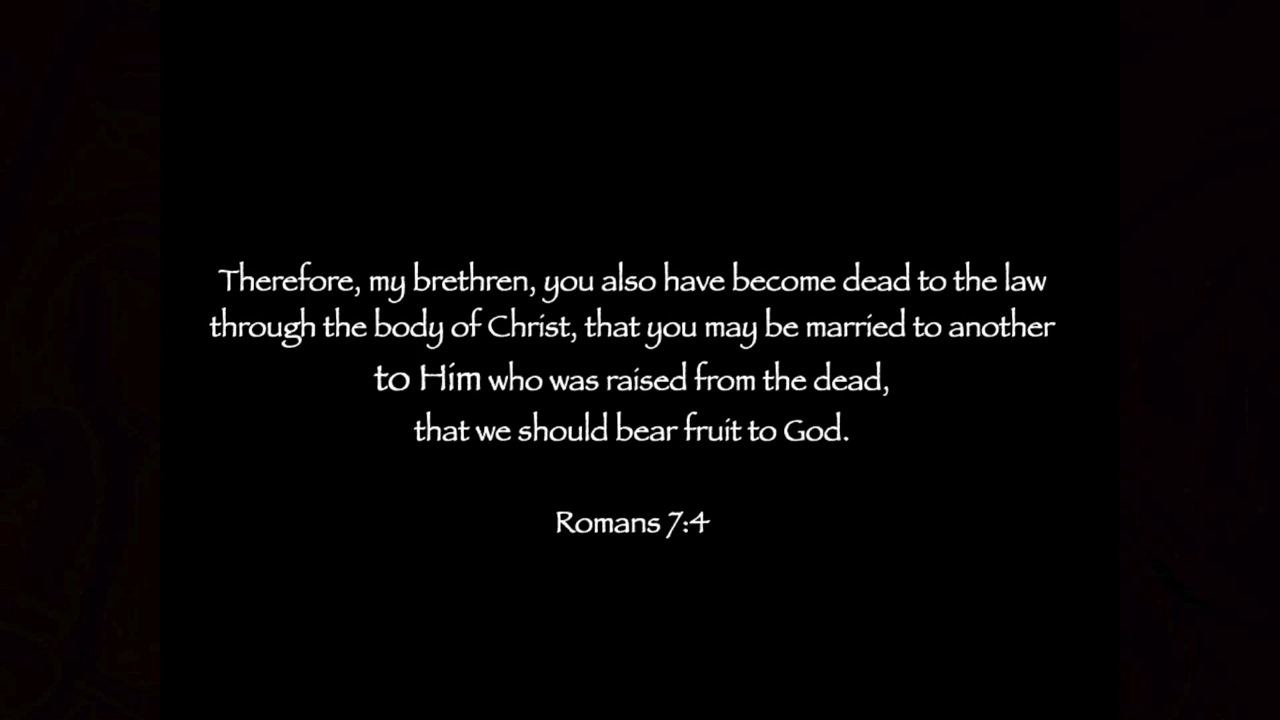 Therefore, my brethren, you also have become dead to the law
through the body of Christ, that you may be married to another
to Him who was raised from the dead,
that we should bear fruit to God.
Romans 7:4